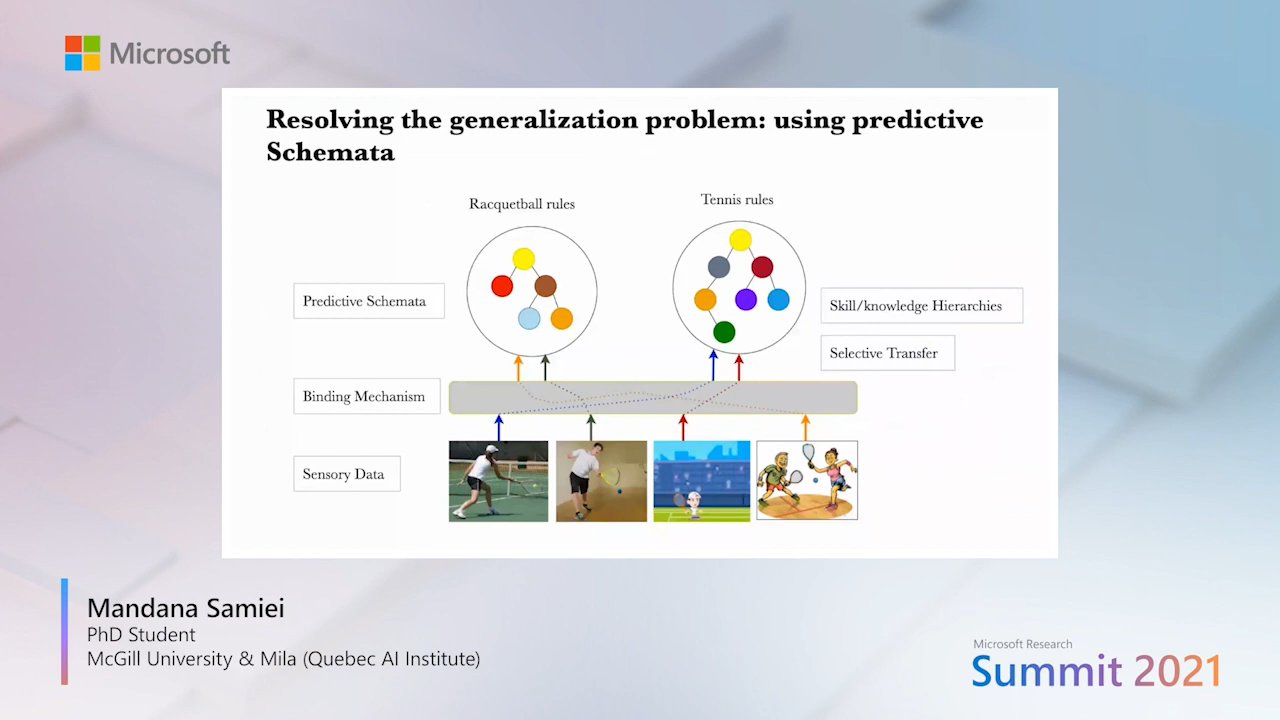 Microsoft
Resolving the generalization problem: using predictive
Schemata
Racquetball rules
Tennis rules
Predictive Schemata
Skill/knowledge Hierarchies
Selective Transfer
Binding Mechanism
Sensory Data
Mandana Samiei
PhD Student
McGill University & Mila (Quebec AI Institute)
Microsoft Research
Summit 2021